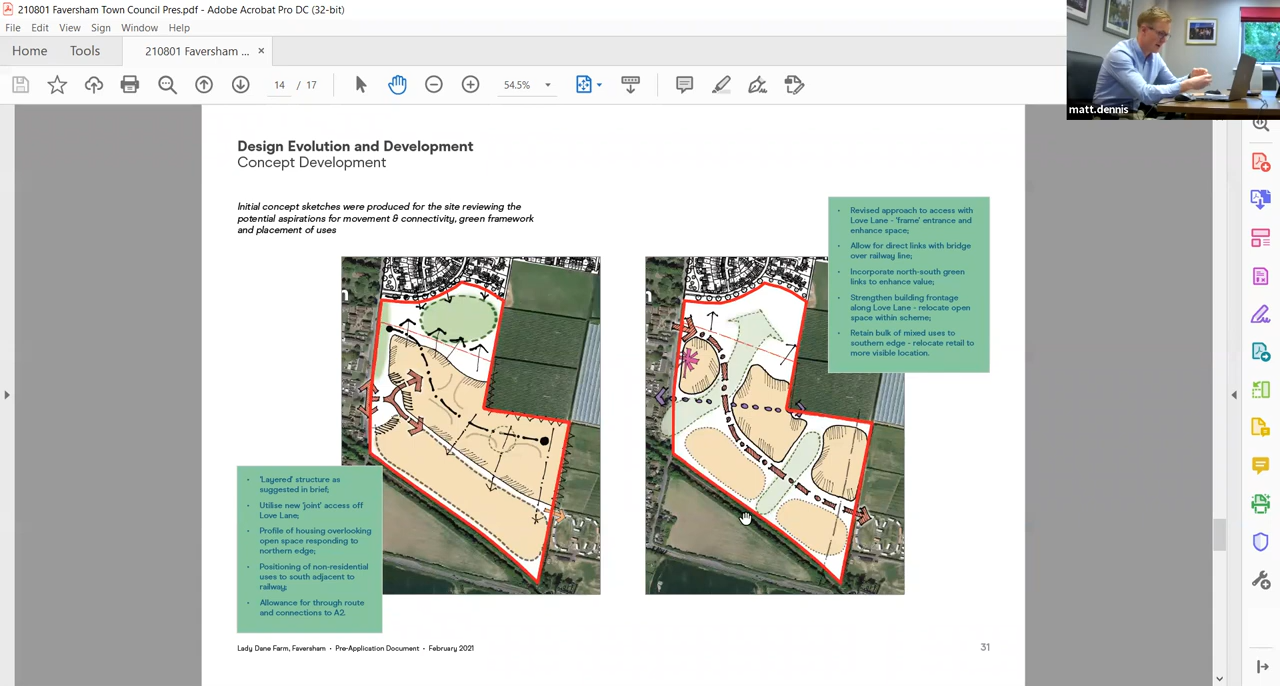 210801 Faversham Town Council Pres.pdf - Adobe Acrobat Pro DC (32-bit)
File Edit View Sign Window Help
Home Tools 210801 Faversham ... ×
14 / 17 54.5%
matt.dennis
Design Evolution and Development
Concept Development
Initial concept sketches were produced for the site reviewing the
potential aspirations for movement & connectivity, green framework
and placement of uses
• Revised approach to access with
Love Lane - 'frame' entrance and
enhance space;
• Allow for direct links with bridge
over railway line;
• Incorporate north-south green
links to enhance value;
• Strengthen building frontage
along Love Lane - relocate open
space within scheme;
• Retain bulk of mixed uses to
southern edge - relocate retail to
more visible location.
• 'Layered' structure as
suggested in brief;
• Utilise new 'joint' access off
Love Lane;
• Profile of housing overlooking
open space responding to
northern edge;
• Positioning of non-residential
uses to south adjacent to
railway;
• Allowance for through route
and connections to A2.
Lady Dane Farm, Faversham • Pre-Application Document • February 2021
31